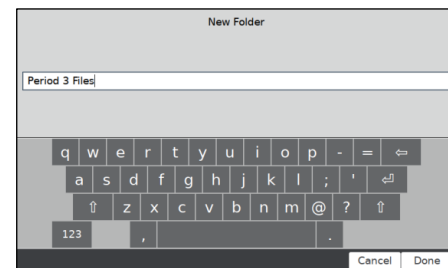 New Folder
Period 3 Files
q w e r t y u i o p - = ⇦
a s d f g h j k l ; ' ⏎
⇧ z x c v b n m @ ? ⇧
123 , .
Cancel Done